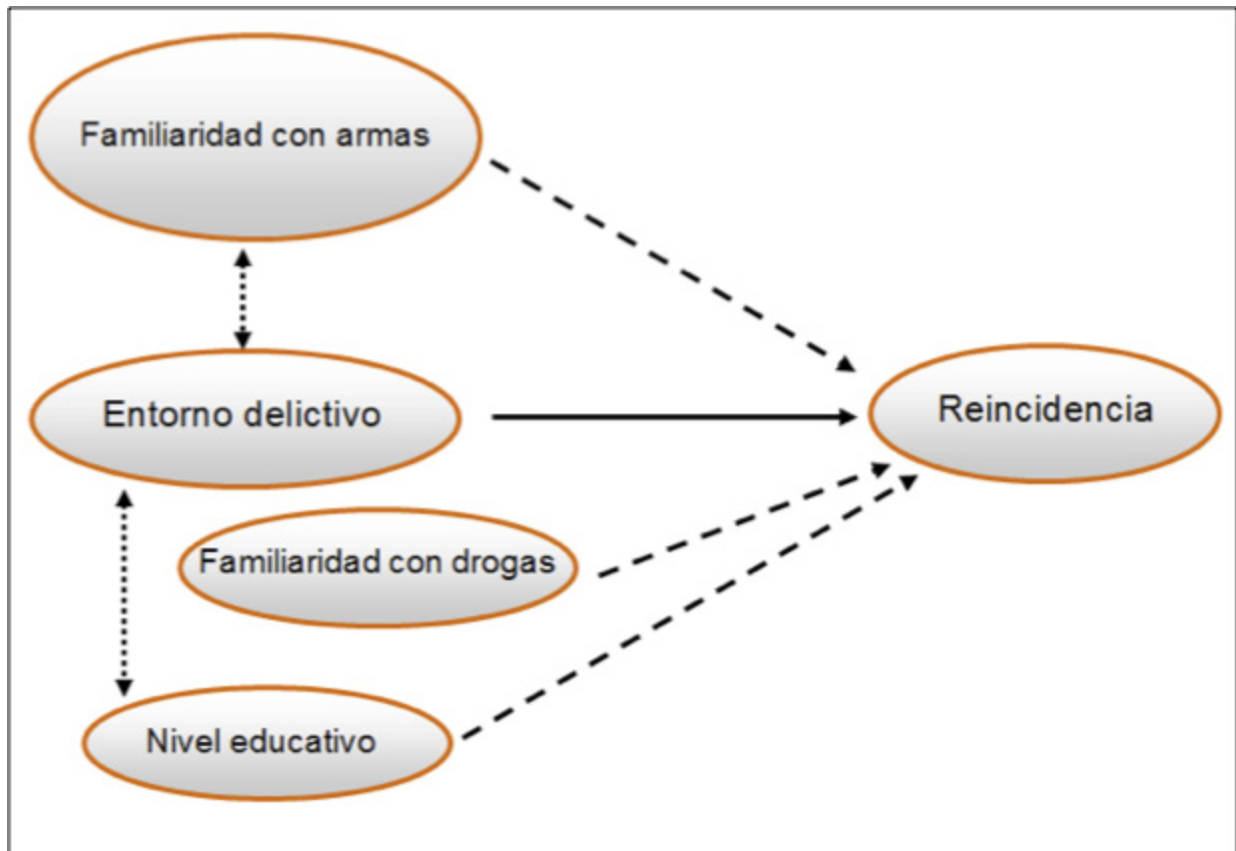 Familiaridad con armas
Entorno delictivo
Reincidencia
Familiaridad con drogas
Nivel educativo